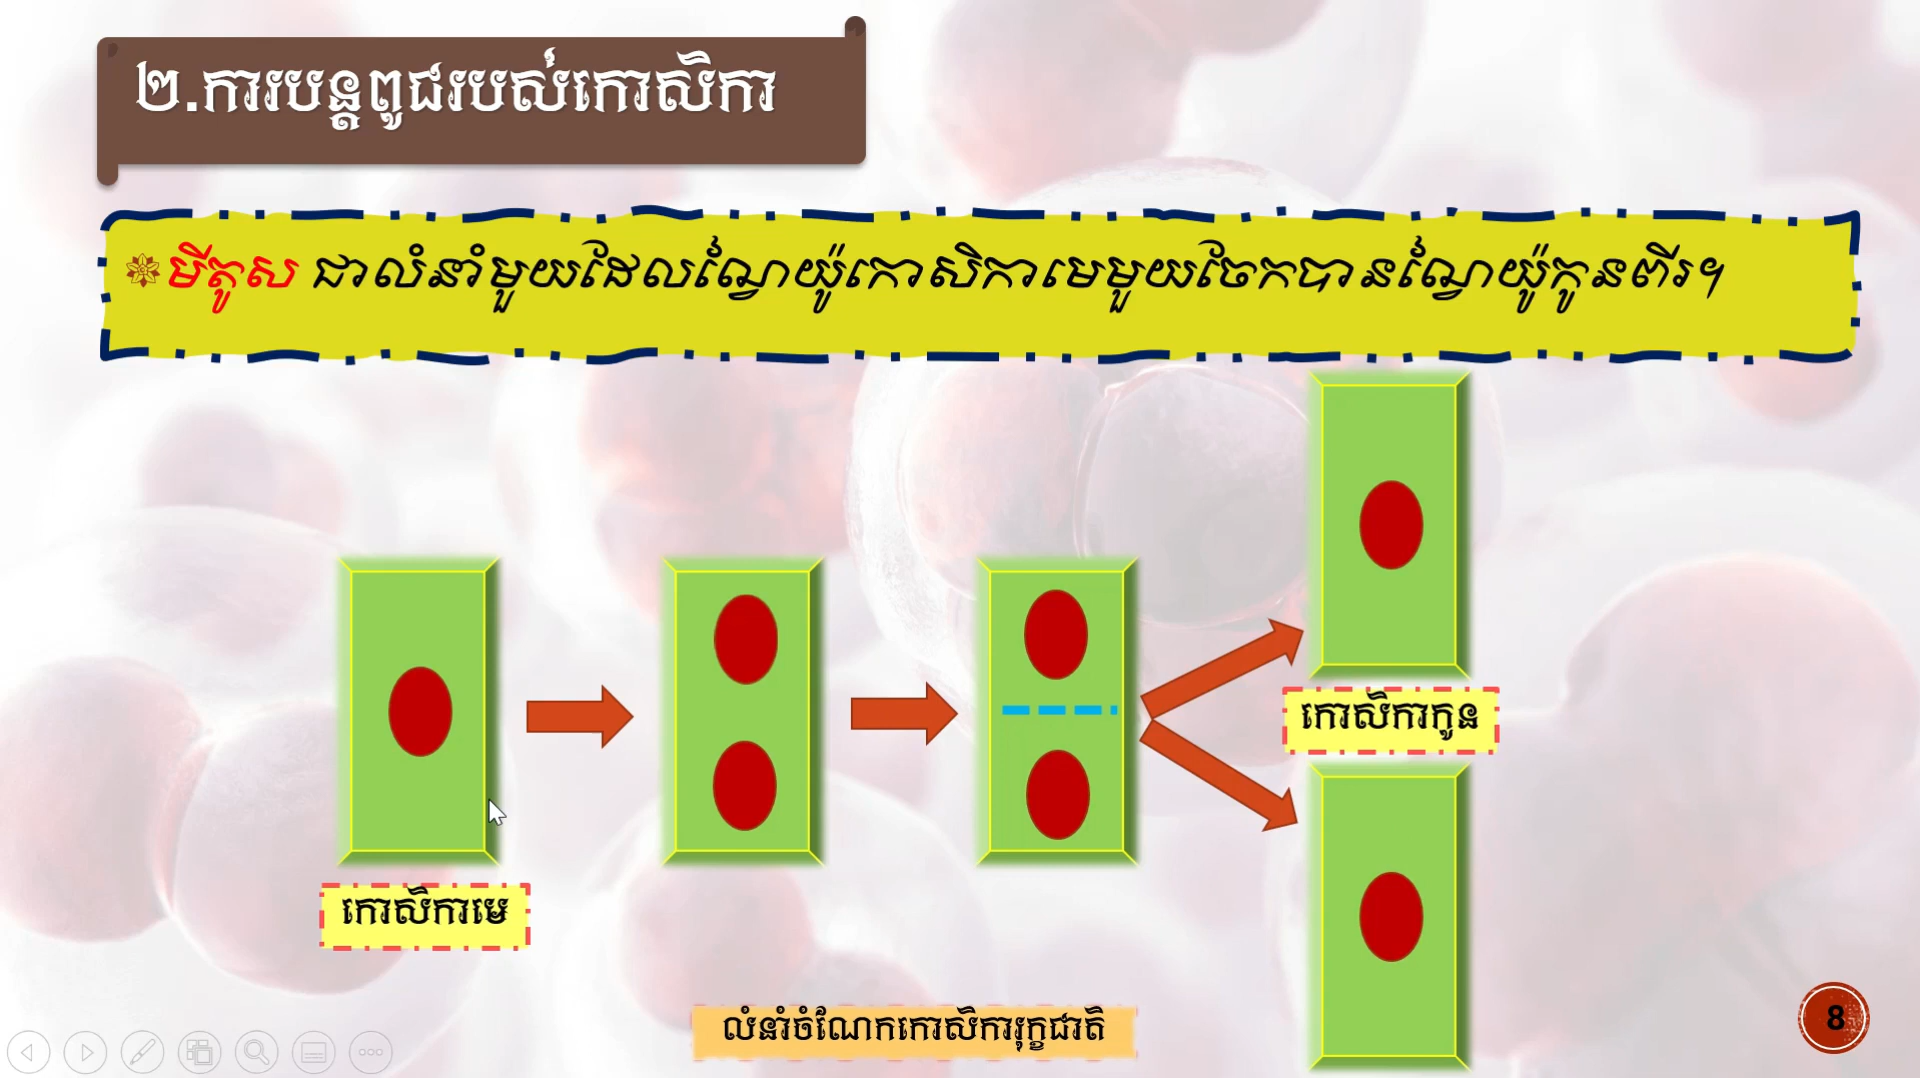 ២.ការបន្តពូជរបស់កោសិកា
មីតូស ជាលំនាំមួយដែលណ្វៃយ៉ូកោសិកាមេមួយចែកបានណ្វៃយ៉ូកូនពីរ។
កោសិកាកូន
កោសិកាមេ
លំនាំចំណែកកោសិការុក្ខជាតិ
8